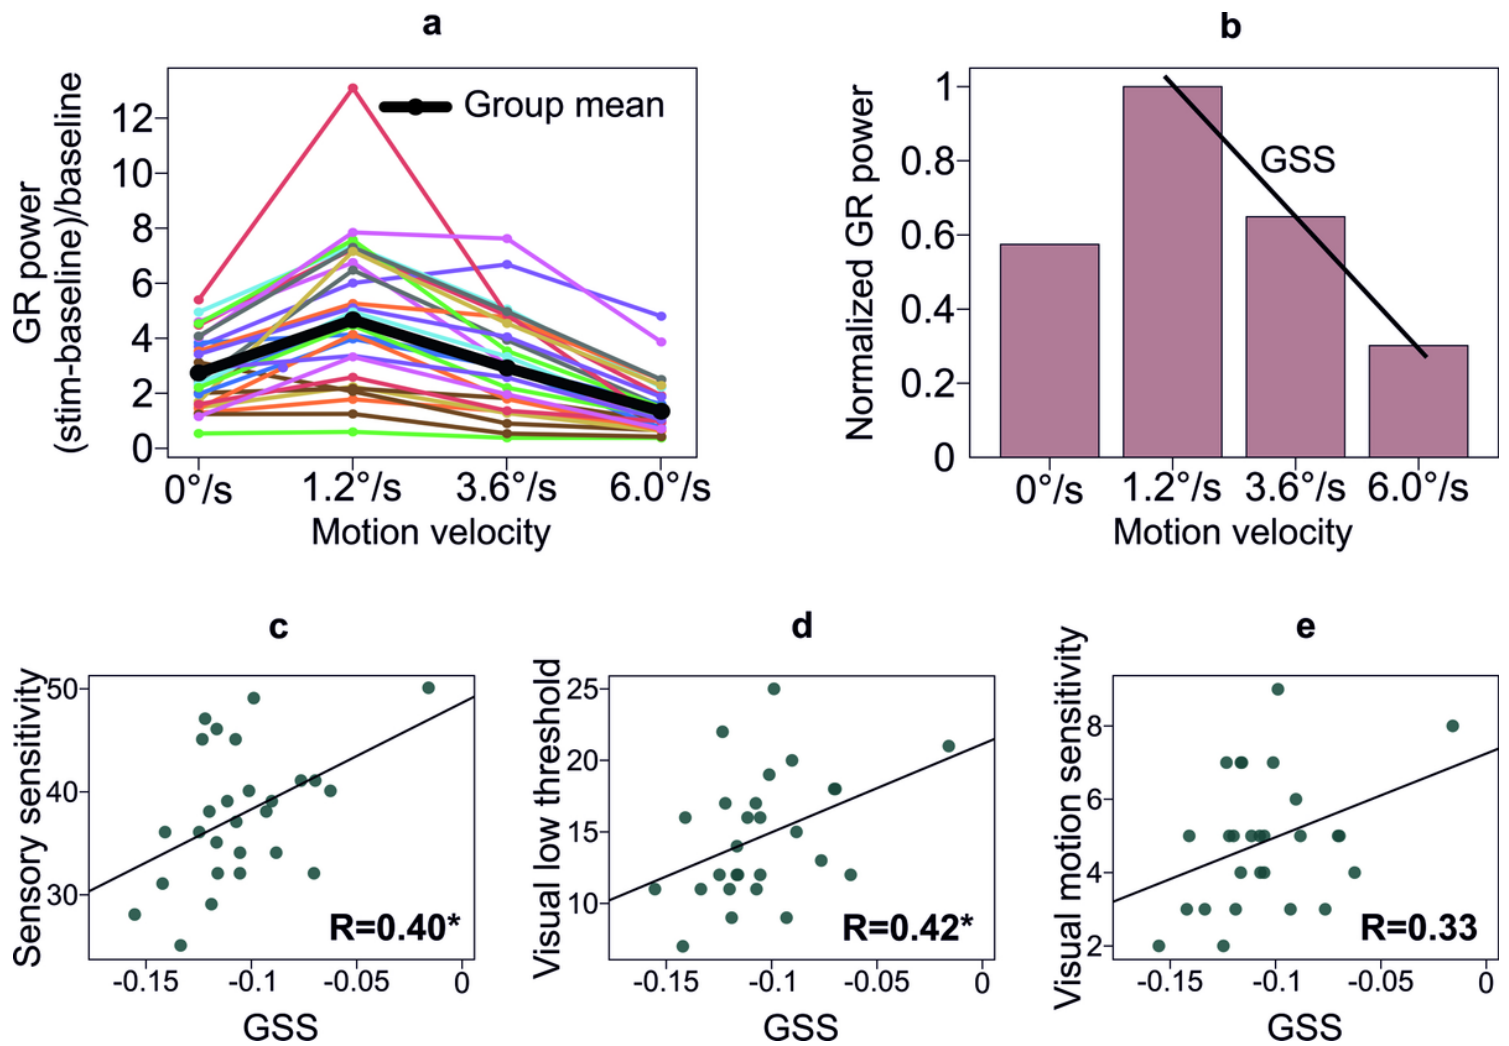 a
GR power
(stim-baseline)/baseline
12
10
8
6
4
2
0
Group mean
0°/s 1.2°/s 3.6°/s 6.0°/s
Motion velocity
b
Normalized GR power
1
0.8
0.6
0.4
0.2
0
GSS
0°/s 1.2°/s 3.6°/s 6.0°/s
Motion velocity
c
Sensory sensitivity
50
40
30
R=0.40*
-0.15 -0.1 -0.05 0
GSS
d
Visual low threshold
25
20
15
10
R=0.42*
-0.15 -0.1 -0.05 0
GSS
e
Visual motion sensitivity
8
6
4
2
R=0.33
-0.15 -0.1 -0.05 0
GSS